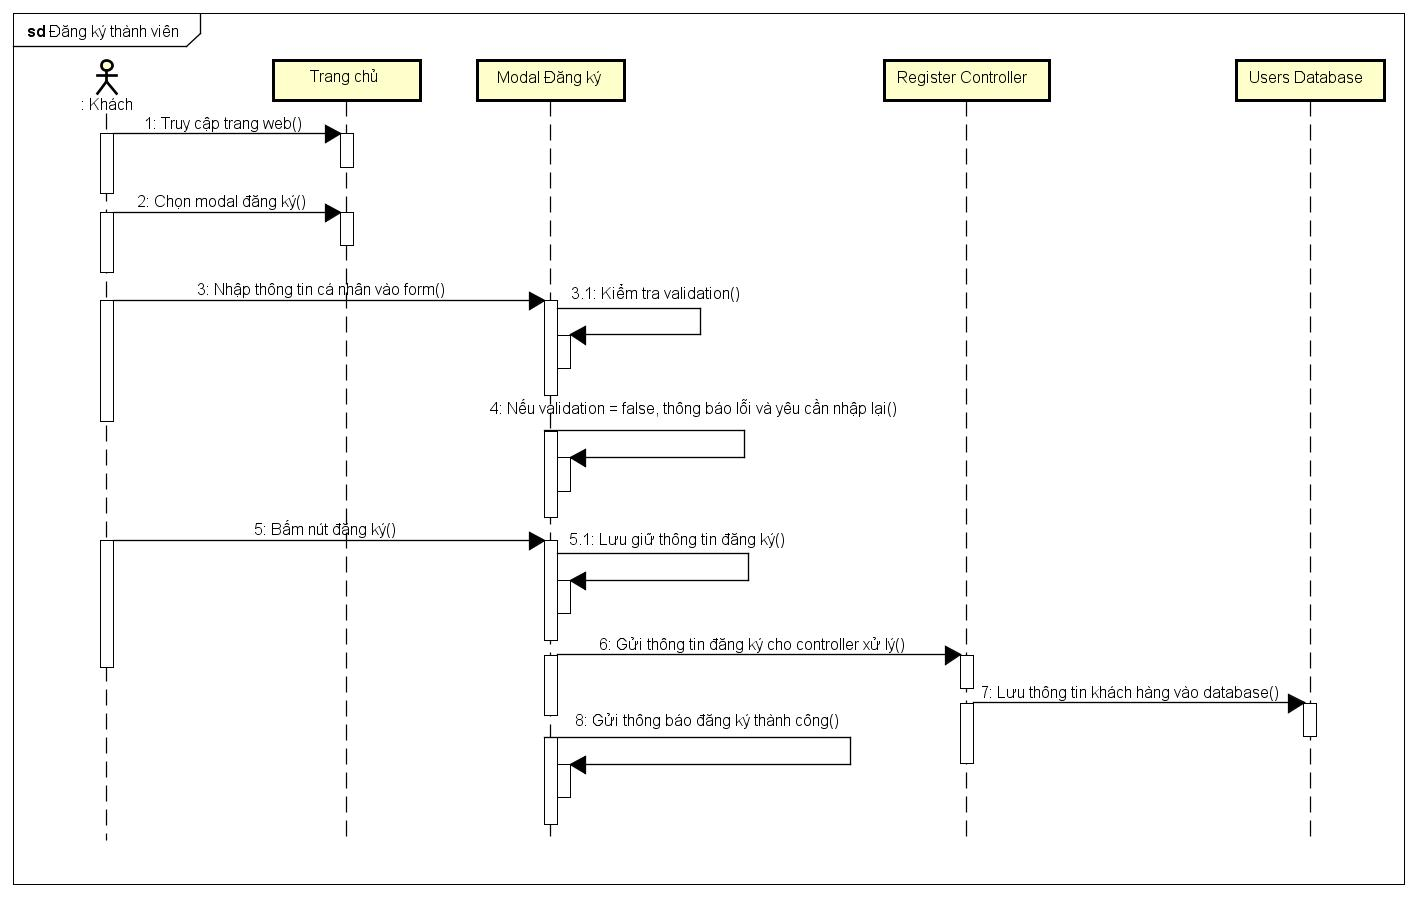 sd Đăng ký thành viên
: Khách
Trang chủ
Modal Đăng ký
Register Controller
Users Database
1: Truy cập trang web()
2: Chọn modal đăng ký()
3: Nhập thông tin cá nhân vào form()
3.1: Kiểm tra validation()
4: Nếu validation = false, thông báo lỗi và yêu cần nhập lại()
5: Bấm nút đăng ký()
5.1: Lưu giữ thông tin đăng ký()
6: Gửi thông tin đăng ký cho controller xử lý()
7: Lưu thông tin khách hàng vào database()
8: Gửi thông báo đăng ký thành công()